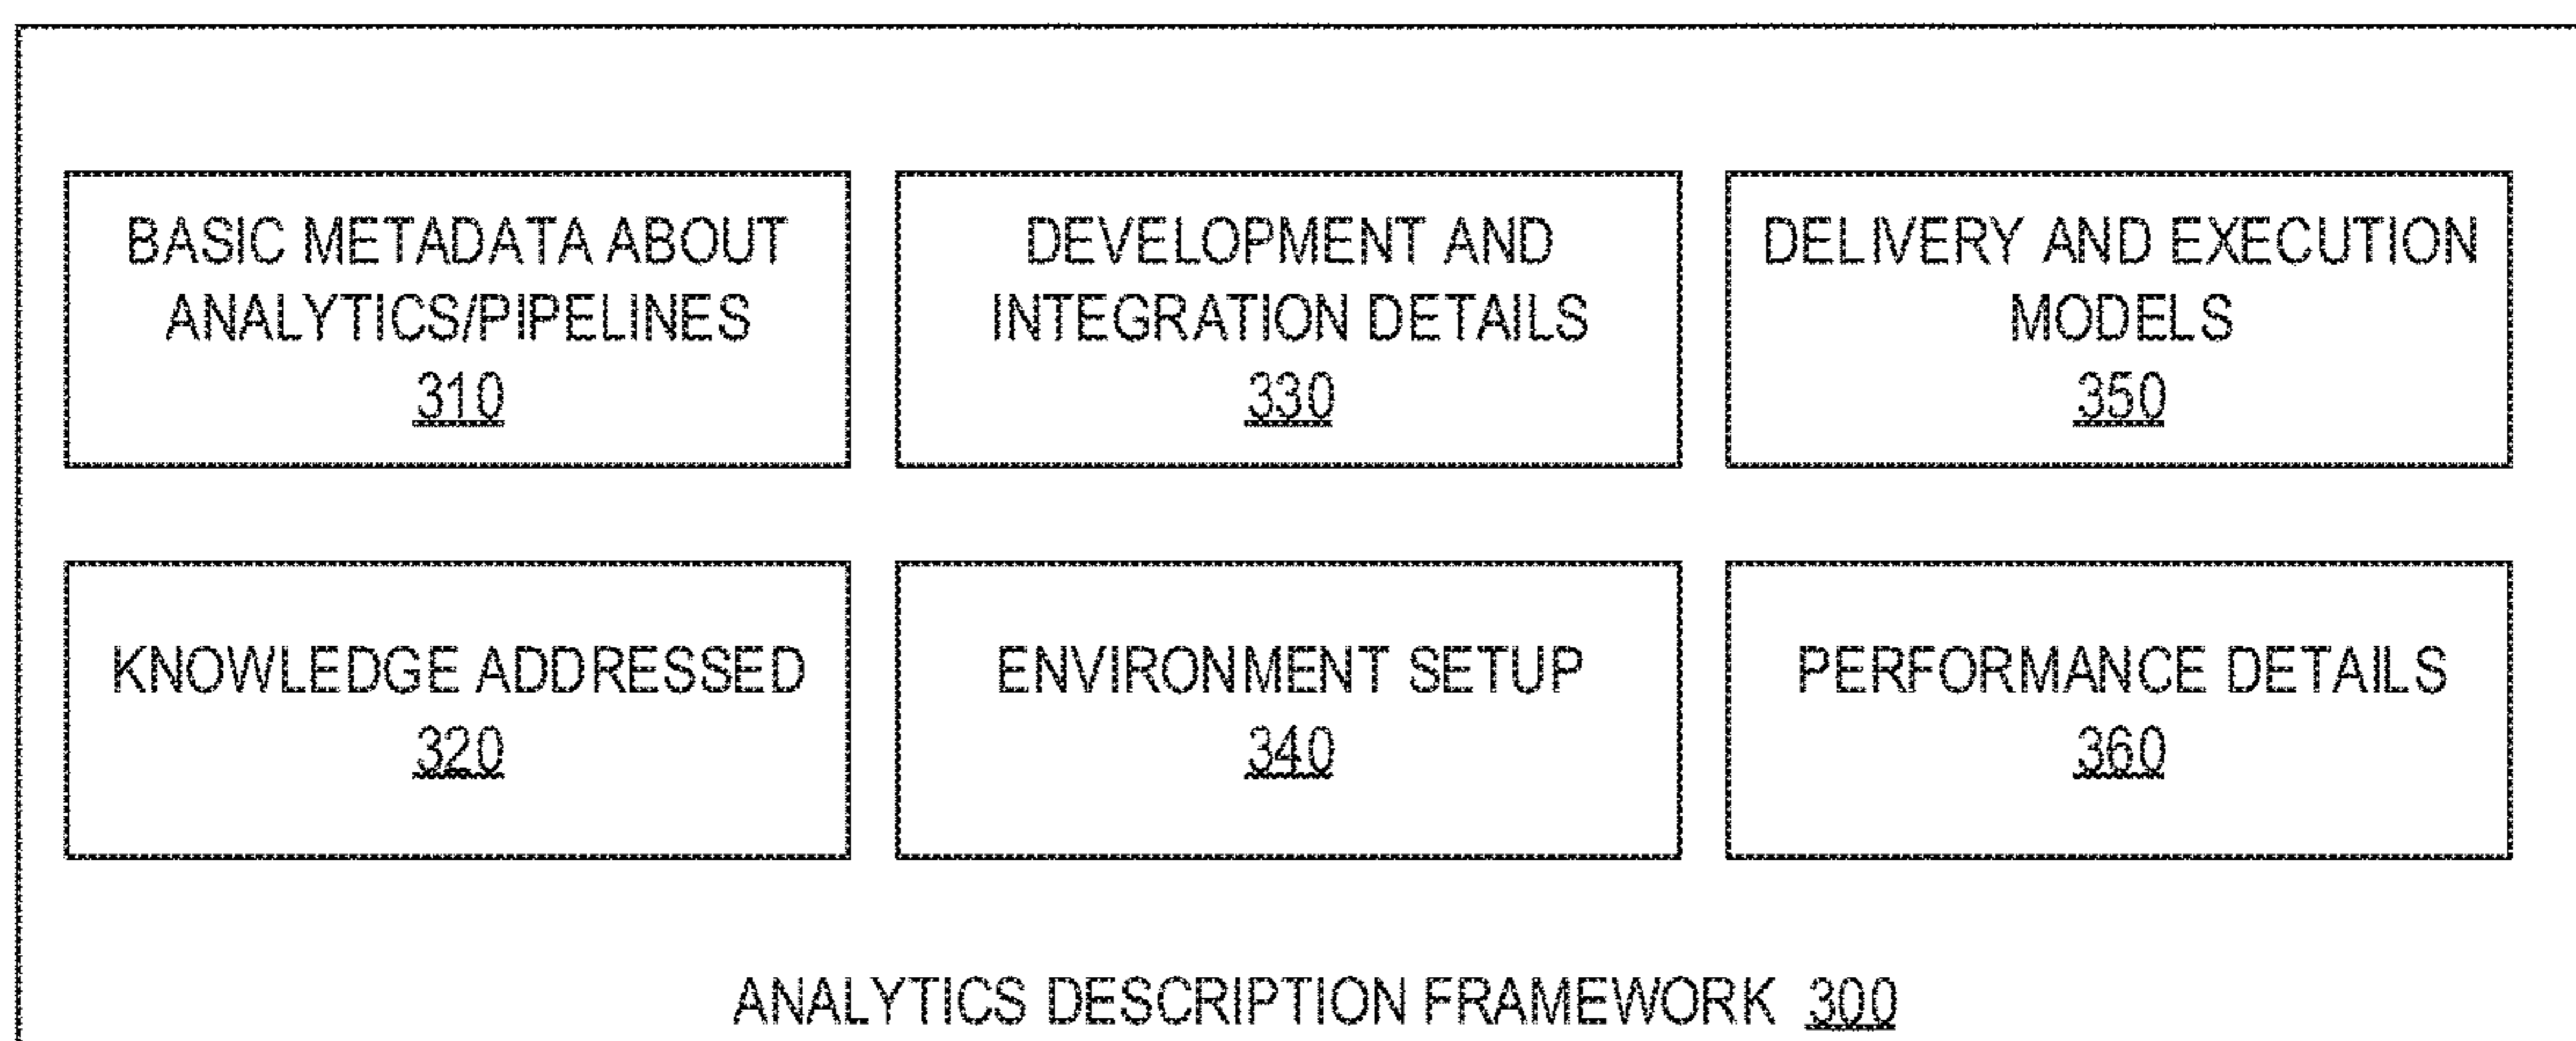 BASIC METADATA ABOUT
ANALYTICS/PIPELINES
310
DEVELOPMENT AND
INTEGRATION DETAILS
330
DELIVERY AND EXECUTION
MODELS
350
KNOWLEDGE ADDRESSED
320
ENVIRONMENT SETUP
340
PERFORMANCE DETAILS
360
ANALYTICS DESCRIPTION FRAMEWORK 300